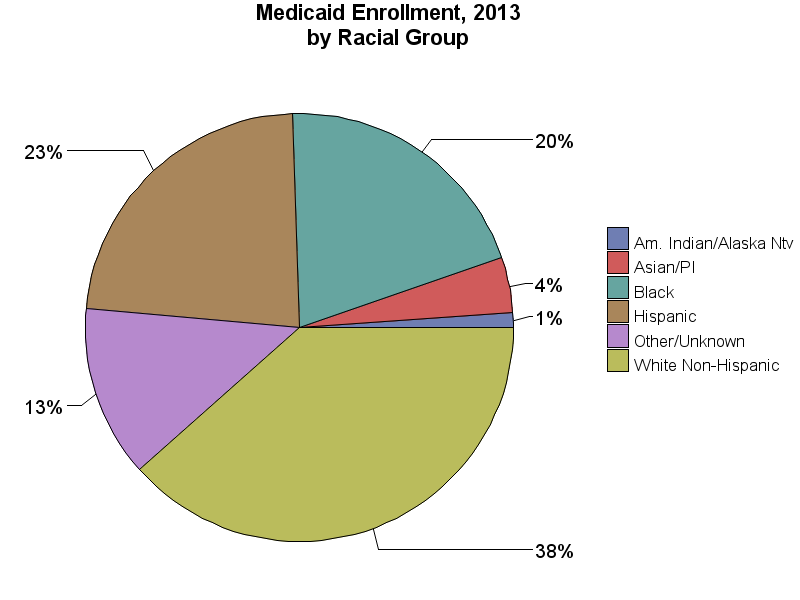 Medicaid Enrollment, 2013
by Racial Group
23%
20%
4%
1%
13%
38%
Am. Indian/Alaska Ntv
Asian/PI
Black
Hispanic
Other/Unknown
White Non-Hispanic